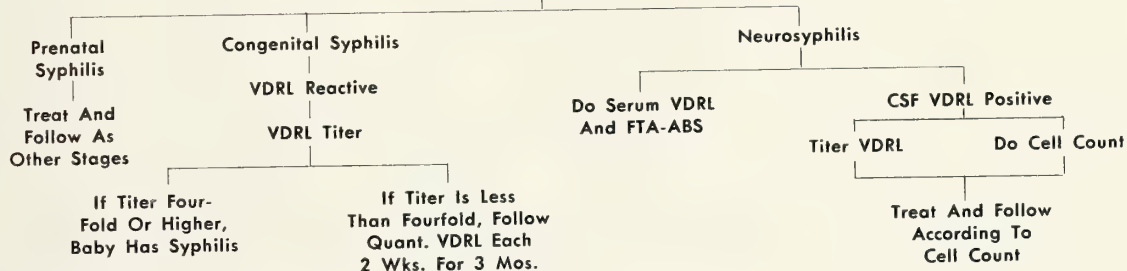 Prenatal
Syphilis
Treat And
Follow As
Other Stages
Congenital Syphilis
VDRL Reactive
VDRL Titer
If Titer Four-
Fold Or Higher,
Baby Has Syphilis
If Titer Is Less
Than Fourfold, Follow
Quant. VDRL Each
2 Wks. For 3 Mos.
Neurosyphilis
Do Serum VDRL
And FTA-ABS
CSF VDRL Positive
Titer VDRL
Do Cell Count
Treat And Follow
According To
Cell Count